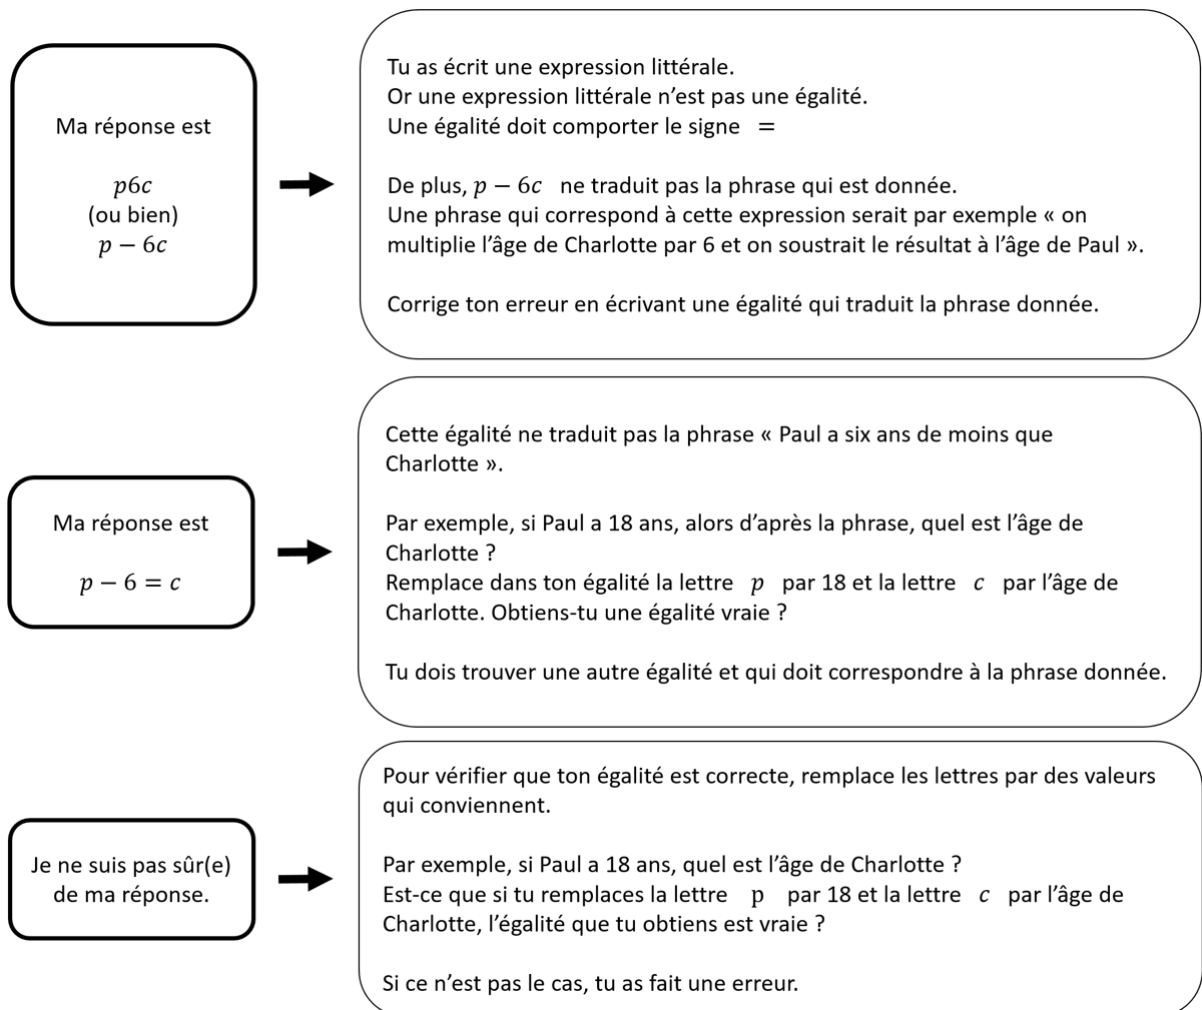 Ma réponse est
p6c
(ou bien)
p − 6c
Tu as écrit une expression littérale.
Or une expression littérale n’est pas une égalité.
Une égalité doit comporter le signe =
De plus, p − 6c ne traduit pas la phrase qui est donnée.
Une phrase qui correspond à cette expression serait par exemple « on
multiplie l’âge de Charlotte par 6 et on soustrait le résultat à l’âge de Paul ».
Corrige ton erreur en écrivant une égalité qui traduit la phrase donnée.
Ma réponse est
p − 6 = c
Cette égalité ne traduit pas la phrase « Paul a six ans de moins que
Charlotte ».
Par exemple, si Paul a 18 ans, alors d’après la phrase, quel est l’âge de
Charlotte ?
Remplace dans ton égalité la lettre p par 18 et la lettre c par l’âge de
Charlotte. Obtiens-tu une égalité vraie ?
Tu dois trouver une autre égalité et qui doit correspondre à la phrase donnée.
Je ne suis pas sûr(e)
de ma réponse.
Pour vérifier que ton égalité est correcte, remplace les lettres par des valeurs
qui conviennent.
Par exemple, si Paul a 18 ans, quel est l’âge de Charlotte ?
Est-ce que si tu remplaces la lettre p par 18 et la lettre c par l’âge de
Charlotte, l’égalité que tu obtiens est vraie ?
Si ce n’est pas le cas, tu as fait une erreur.